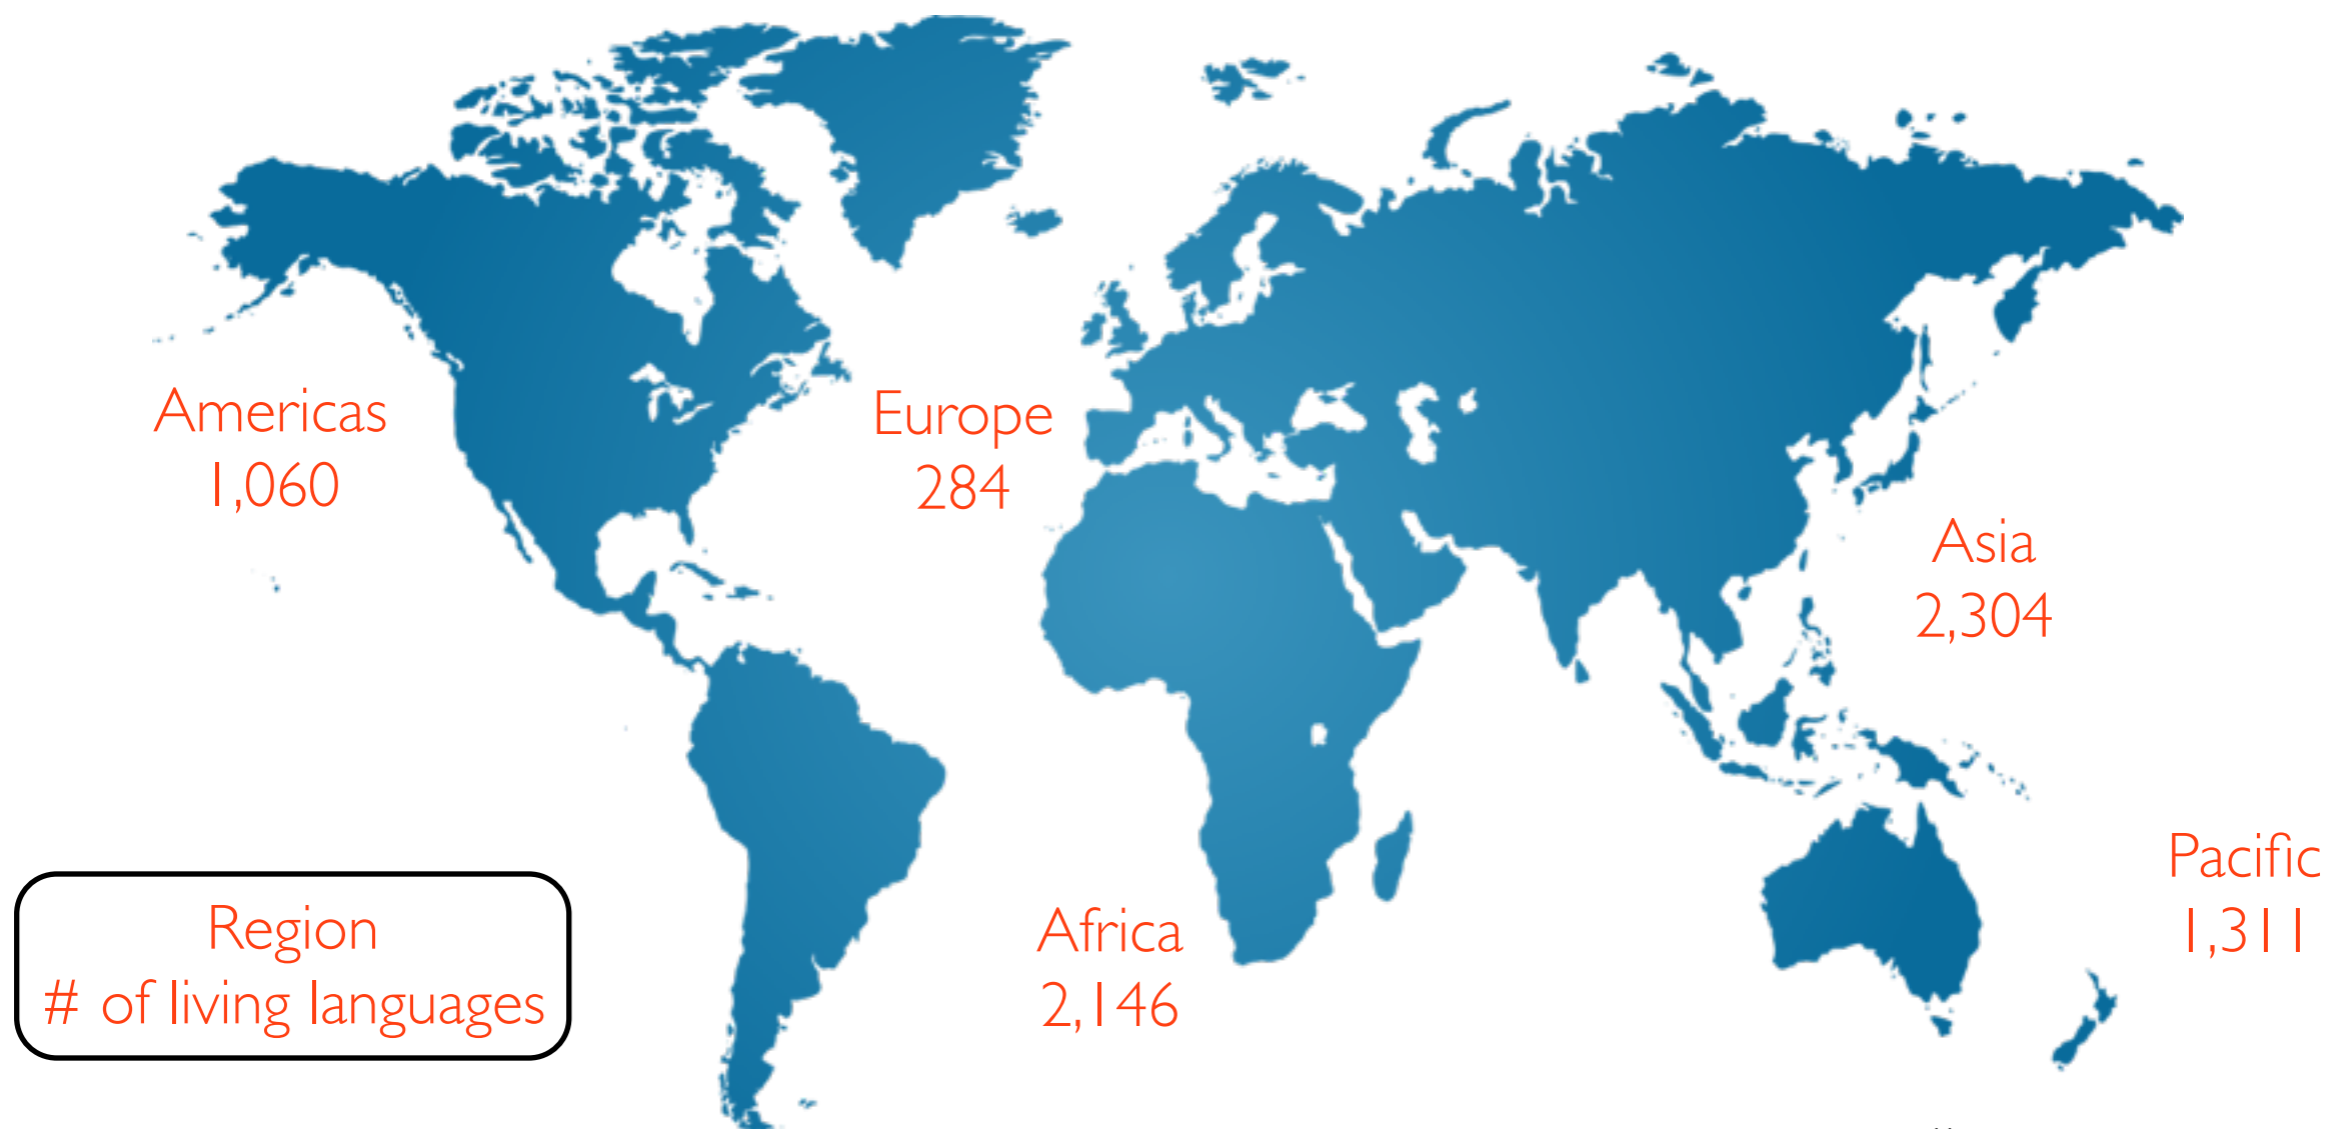 Americas
1,060
Europe
284
Asia
2,304
Pacific
1,311
Africa
2,146
Region
# of living languages